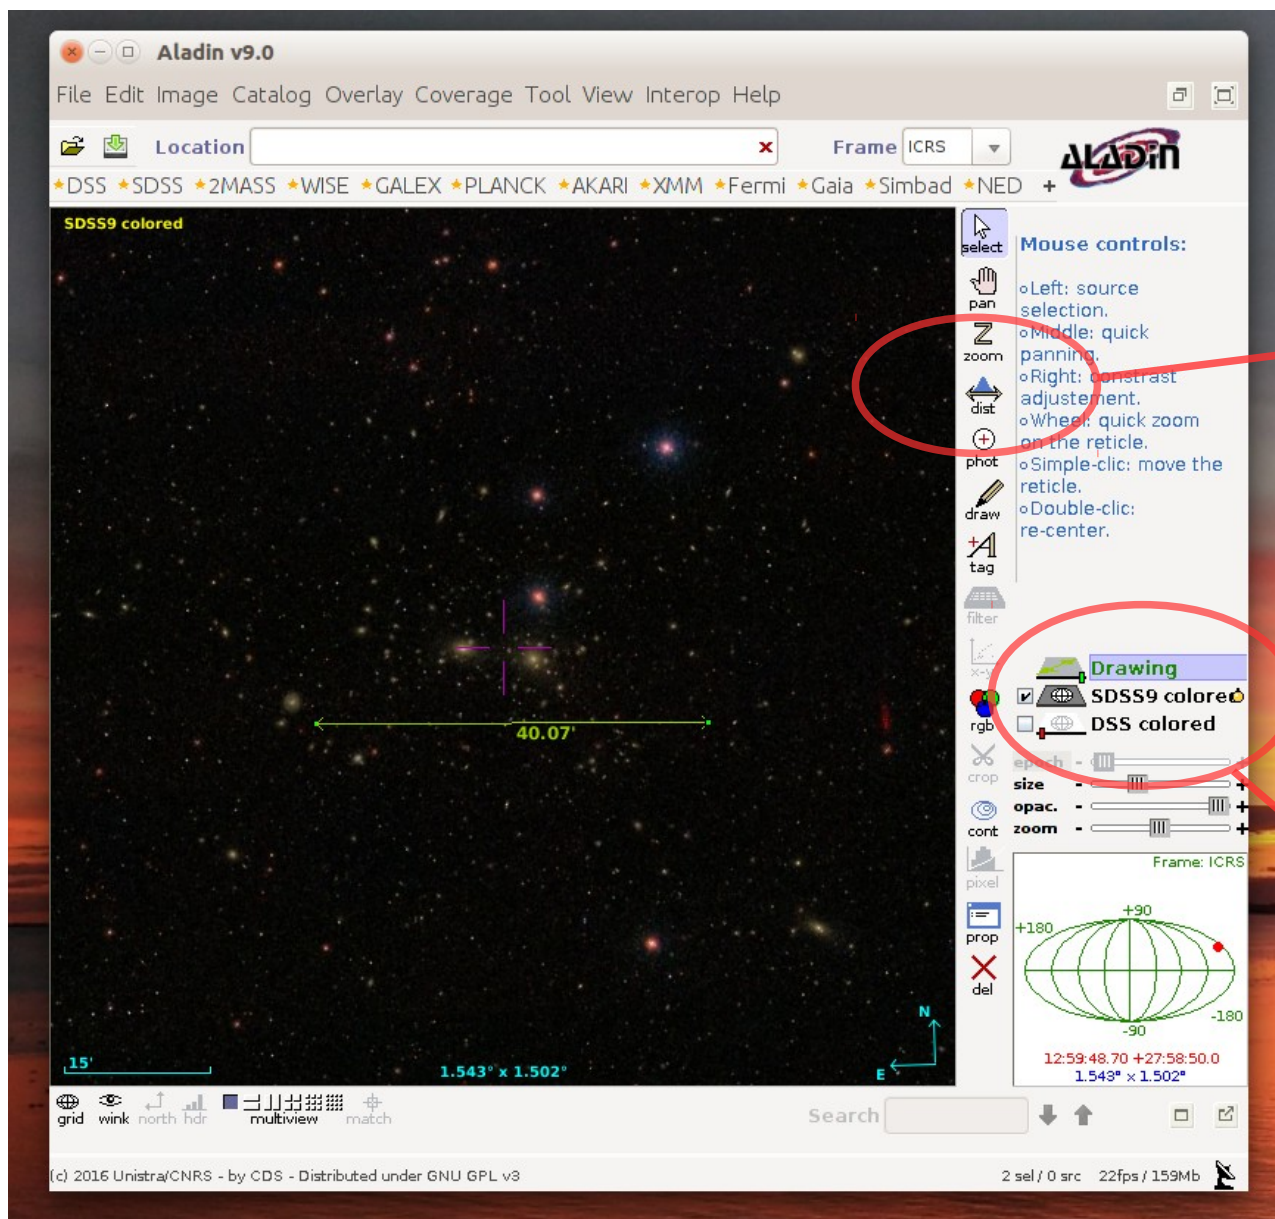 Aladin v9.0
File Edit Image Catalog Overlay Coverage Tool View Interop Help
Location
Frame ICRS
ALADin
DSS SDSS 2MASS WISE GALEX PLANCK AKARI XMM Fermi Gaia Simbad NED +
SDSS9 colored
select
pan
zoom
dist
phot
draw
tag
filter
x-y
rgb
crop
cont
pixel
prop
del
Mouse controls:
Left: source
selection.
Middle: quick
panning.
Right: constrast
adjustement.
Wheel: quick zoom
on the reticle.
Simple-clic: move the
reticle.
Double-clic:
re-center.
Drawing
SDSS9 colored
DSS colored
epoch - +
size - +
opac. - +
zoom - +
40.07'
15'
1.543° x 1.502°
N
E
Frame: ICRS
+90
+180
-180
-90
12:59:48.70 +27:58:50.0
1.543° x 1.502°
grid wink north hdr multiview match
Search
(c) 2016 Unistra/CNRS - by CDS - Distributed under GNU GPL v3
2 sel / 0 src 22fps / 159Mb